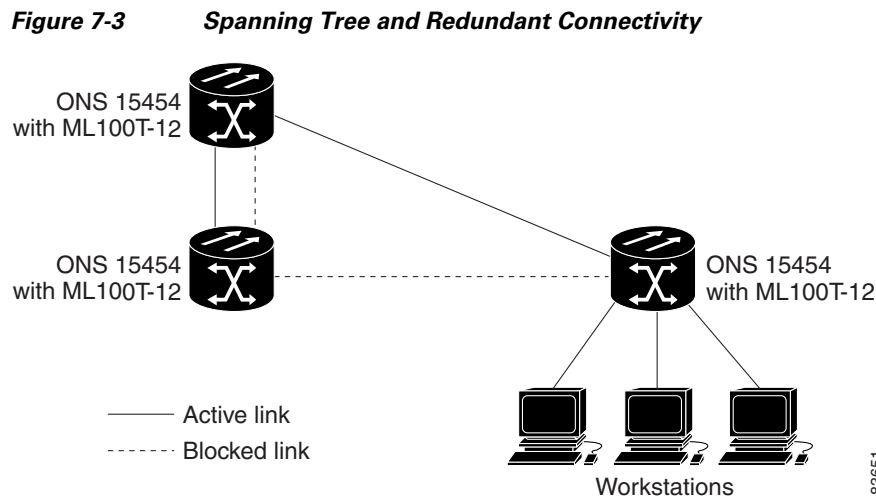 Figure 7-3 Spanning Tree and Redundant Connectivity
ONS 15454
with ML100T-12
ONS 15454
with ML100T-12
ONS 15454
with ML100T-12
Active link
Blocked link
Workstations
83651